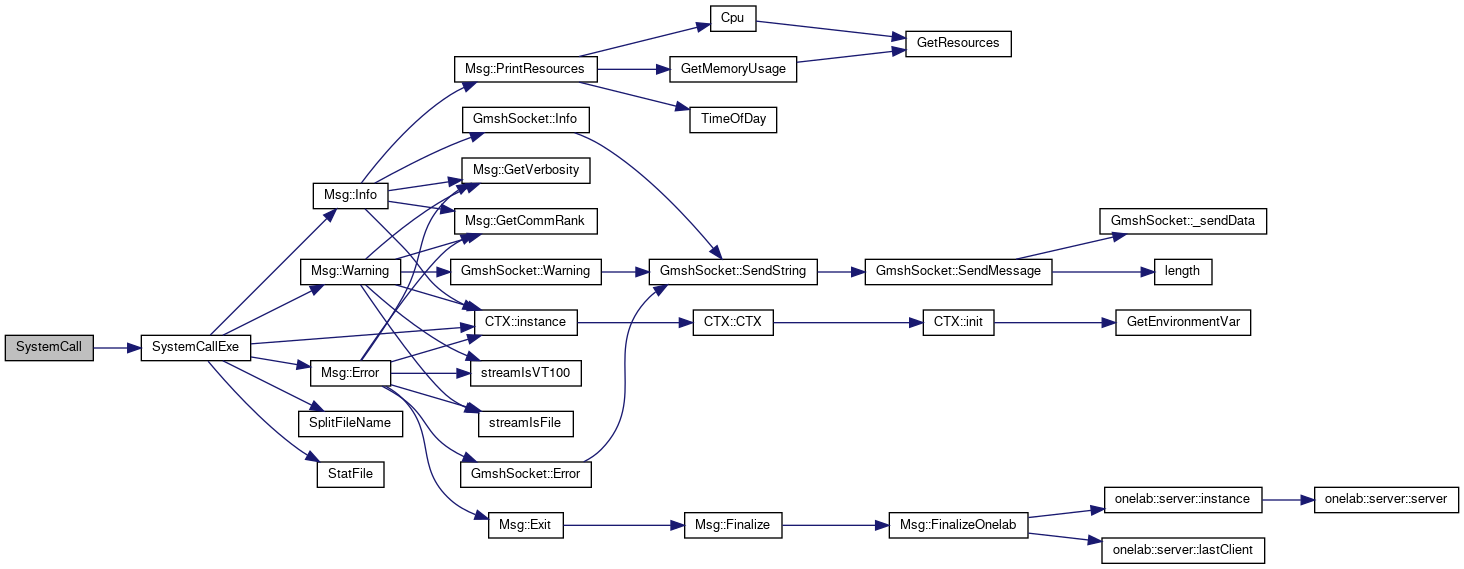 SystemCall
SystemCallExe
Msg::Info
Msg::Warning
Msg::Error
SplitFileName
StatFile
Msg::PrintResources
GmshSocket::Info
Msg::GetVerbosity
Msg::GetCommRank
GmshSocket::Warning
CTX::instance
streamIsVT100
streamIsFile
GmshSocket::Error
Msg::Exit
Cpu
GetMemoryUsage
TimeOfDay
GmshSocket::SendString
CTX::CTX
Msg::Finalize
GetResources
GmshSocket::SendMessage
CTX::init
Msg::FinalizeOnelab
GmshSocket::_sendData
length
GetEnvironmentVar
onelab::server::instance
onelab::server::lastClient
onelab::server::server